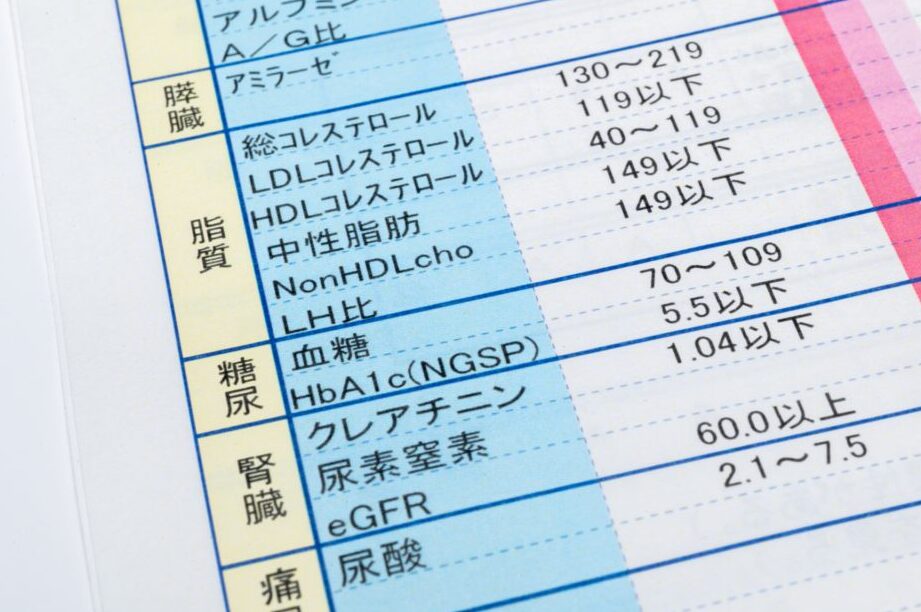 アルブミン
A／G比
膵臓
アミラーゼ
脂質
総コレステロール 130～219
LDLコレステロール 119以下
HDLコレステロール 40～119
中性脂肪 149以下
NonHDLcho 149以下
LH比
糖尿
血糖 70～109
HbA1c(NGSP) 5.5以下
腎臓
クレアチニン 1.04以下
尿素窒素
eGFR 60.0以上
痛
尿酸 2.1～7.5